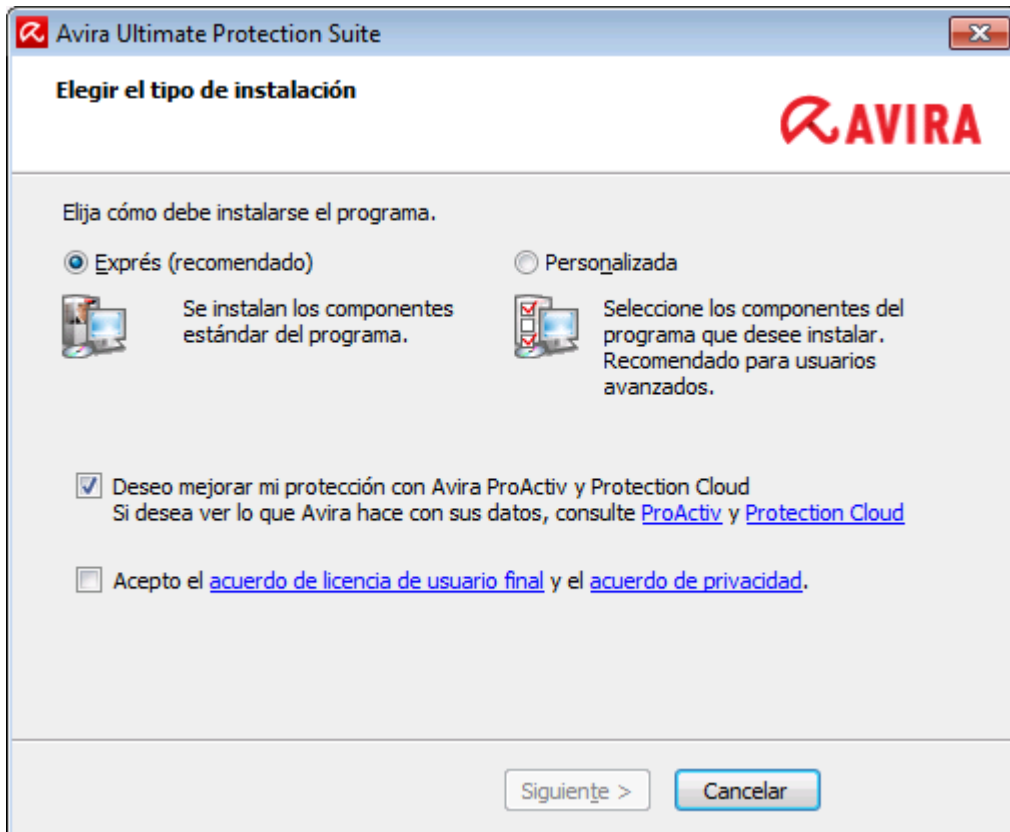 Avira Ultimate Protection Suite
Elegir el tipo de instalación
AVIRA
Elija cómo debe instalarse el programa.
Exprés (recomendado)
Se instalan los componentes
estándar del programa.
Personalizada
Seleccione los componentes del
programa que desee instalar.
Recomendado para usuarios
avanzados.
Deseo mejorar mi protección con Avira ProActiv y Protection Cloud
Si desea ver lo que Avira hace con sus datos, consulte ProActiv y Protection Cloud
Acepto el acuerdo de licencia de usuario final y el acuerdo de privacidad.
Siguiente >
Cancelar